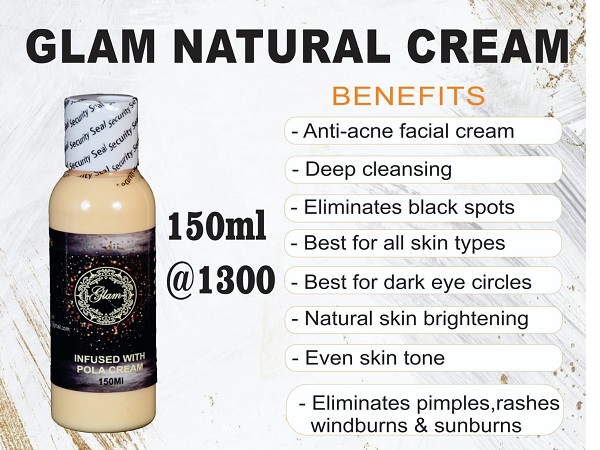 GLAM NATURAL CREAM
BENEFITS
- Anti-acne facial cream
- Deep cleansing
- Eliminates black spots
- Best for all skin types
- Best for dark eye circles
- Natural skin brightening
- Even skin tone
- Eliminates pimples,rashes
windburns & sunburns
150ml
@1300
Security Seal
Security Seal
Security Seal
Glam
INFUSED WITH
POLA CREAM
150Ml